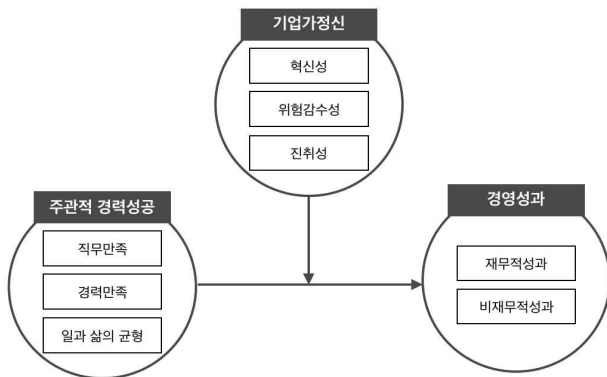 기업가정신
혁신성
위험감수성
진취성
주관적 경력성공
직무만족
경력만족
일과 삶의 균형
경영성과
재무적성과
비재무적성과